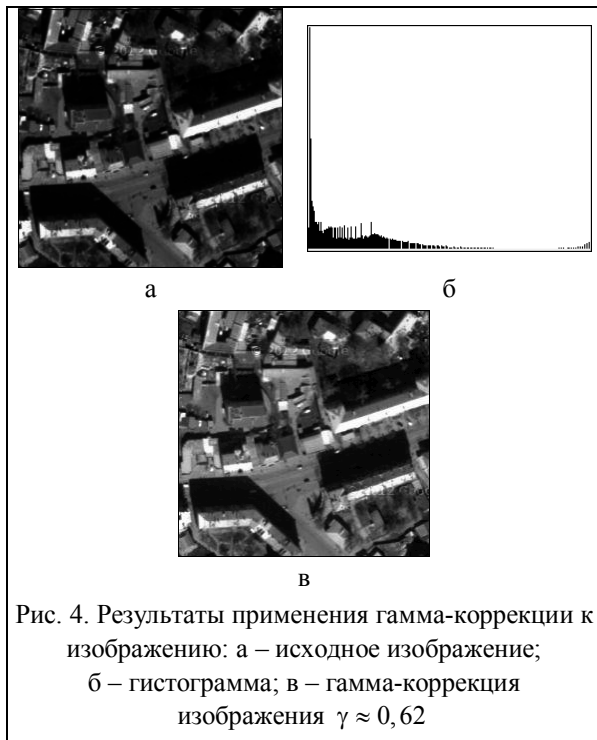 а
б
в
Рис. 4. Результаты применения гамма-коррекции к
изображению: а – исходное изображение;
б – гистограмма; в – гамма-коррекция
изображения γ ≈ 0,62